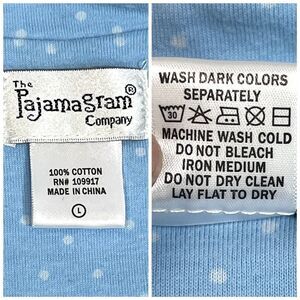 The
Pajamagram®
Company
100% COTTON
RN# 109917
MADE IN CHINA
L
WASH DARK COLORS
SEPARATELY
30
MACHINE WASH COLD
DO NOT BLEACH
IRON MEDIUM
DO NOT DRY CLEAN
LAY FLAT TO DRY